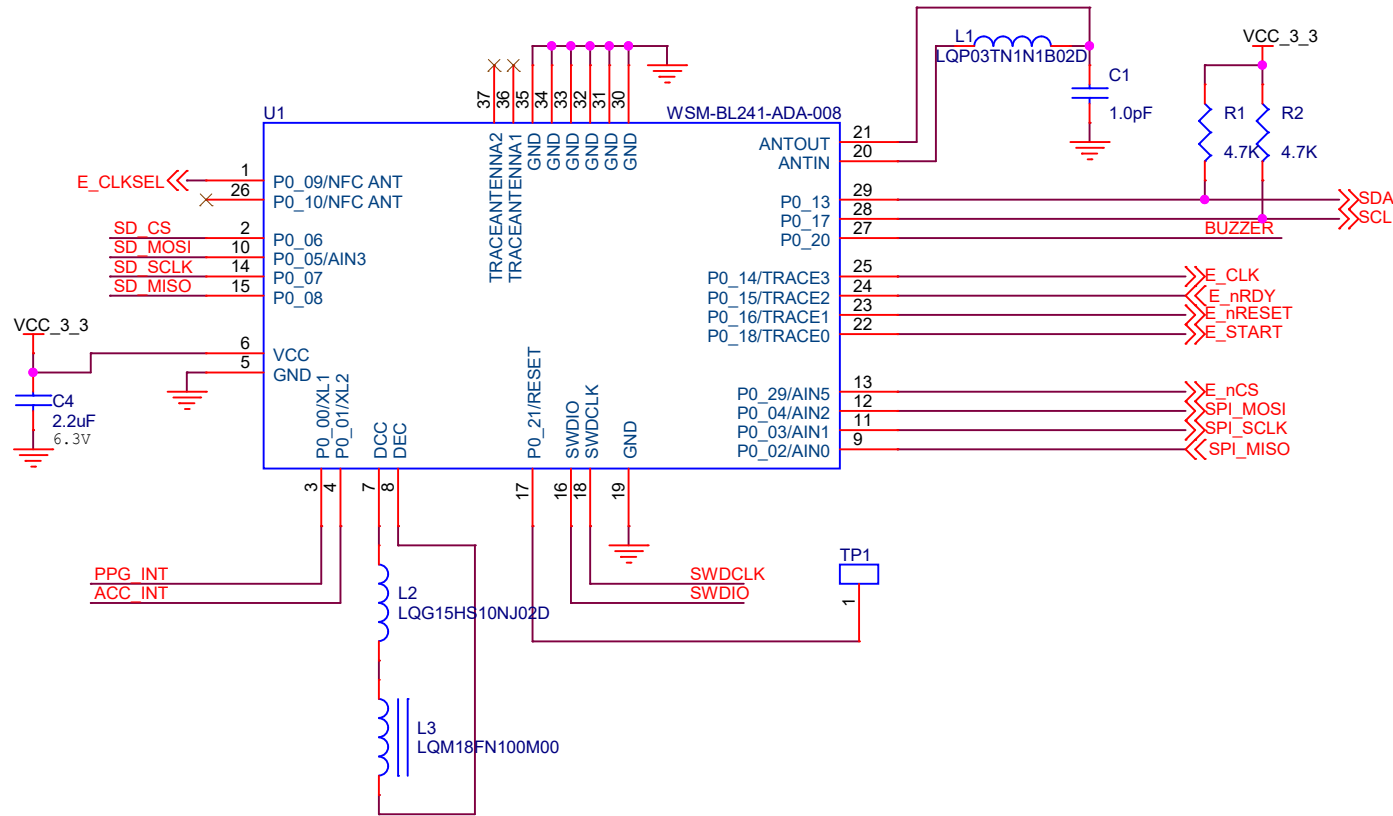 L1
LQP03TN1N1B02D
VCC_3_3
C1
1.0pF
R1
4.7K
R2
4.7K
U1
WSM-BL241-ADA-008
37
36
35
34
33
32
31
30
TRACEANTENNA2
TRACEANTENNA1
GND
GND
GND
GND
GND
GND
21
ANTOUT
20
ANTIN
E_CLKSEL
1
P0_09/NFC ANT
26
P0_10/NFC ANT
29
P0_13
SDA
28
P0_17
SCL
27
P0_20
BUZZER
SD_CS
2
P0_06
SD_MOSI
10
P0_05/AIN3
SD_SCLK
14
P0_07
SD_MISO
15
P0_08
25
P0_14/TRACE3
E_CLK
24
P0_15/TRACE2
E_nRDY
23
P0_16/TRACE1
E_nRESET
22
P0_18/TRACE0
E_START
VCC_3_3
6
VCC
5
GND
C4
2.2uF
6.3V
P0_00/XL1
P0_01/XL2
DCC
DEC
P0_21/RESET
SWDIO
SWDCLK
GND
13
P0_29/AIN5
E_nCS
12
P0_04/AIN2
SPI_MOSI
11
P0_03/AIN1
SPI_SCLK
9
P0_02/AIN0
SPI_MISO
3
4
7
8
17
16
18
19
PPG_INT
ACC_INT
L2
LQG15HS10NJ02D
SWDCLK
SWDIO
TP1
1
L3
LQM18FN100M00